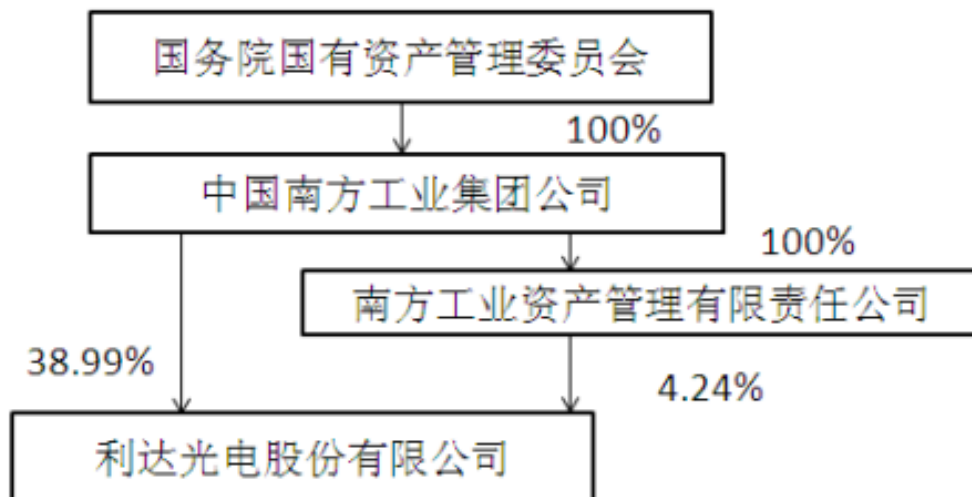 国务院国有资产管理委员会
100%
中国南方工业集团公司
100%
南方工业资产管理有限责任公司
38.99%
4.24%
利达光电股份有限公司